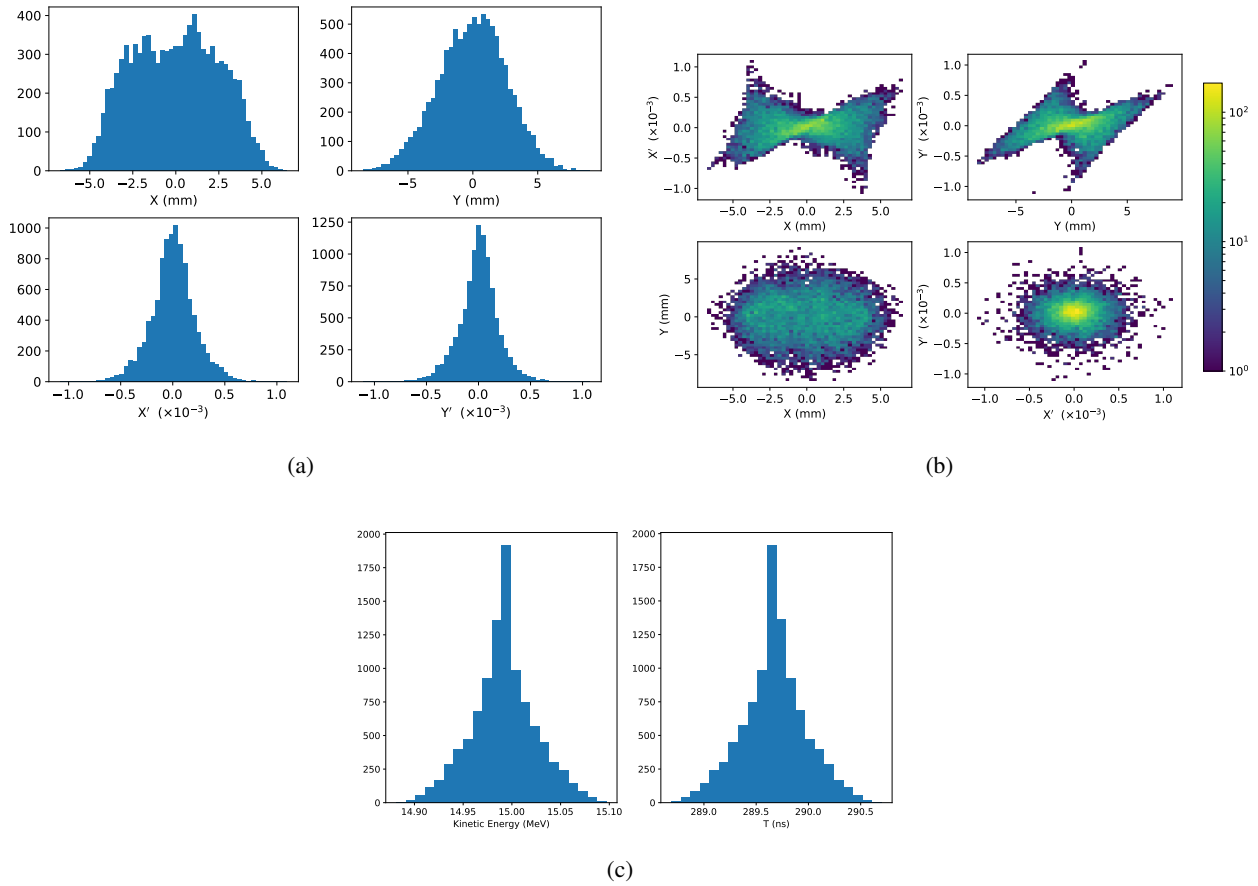 400
300
200
100
0
−5.0 −2.5 0.0 2.5 5.0
X (mm)
500
400
300
200
100
0
−5 0 5
Y (mm)
1000
800
600
400
200
0
−1.0 −0.5 0.0 0.5 1.0
X′ (×10⁻³)
1250
1000
750
500
250
0
−1.0 −0.5 0.0 0.5 1.0
Y′ (×10⁻³)
(a)
1.0
0.5
0.0
−0.5
−1.0
X′ (×10⁻³)
−5.0 −2.5 0.0 2.5 5.0
X (mm)
1.0
0.5
0.0
−0.5
−1.0
Y′ (×10⁻³)
−5 0 5
Y (mm)
5
0
−5
Y (mm)
−5.0 −2.5 0.0 2.5 5.0
X (mm)
1.0
0.5
0.0
−0.5
−1.0
Y′ (×10⁻³)
−1.0 −0.5 0.0 0.5 1.0
X′ (×10⁻³)
10²
10¹
10⁰
(b)
2000
1750
1500
1250
1000
750
500
250
0
14.90 14.95 15.00 15.05 15.10
Kinetic Energy (MeV)
2000
1750
1500
1250
1000
750
500
250
0
289.0 289.5 290.0 290.5
T (ns)
(c)